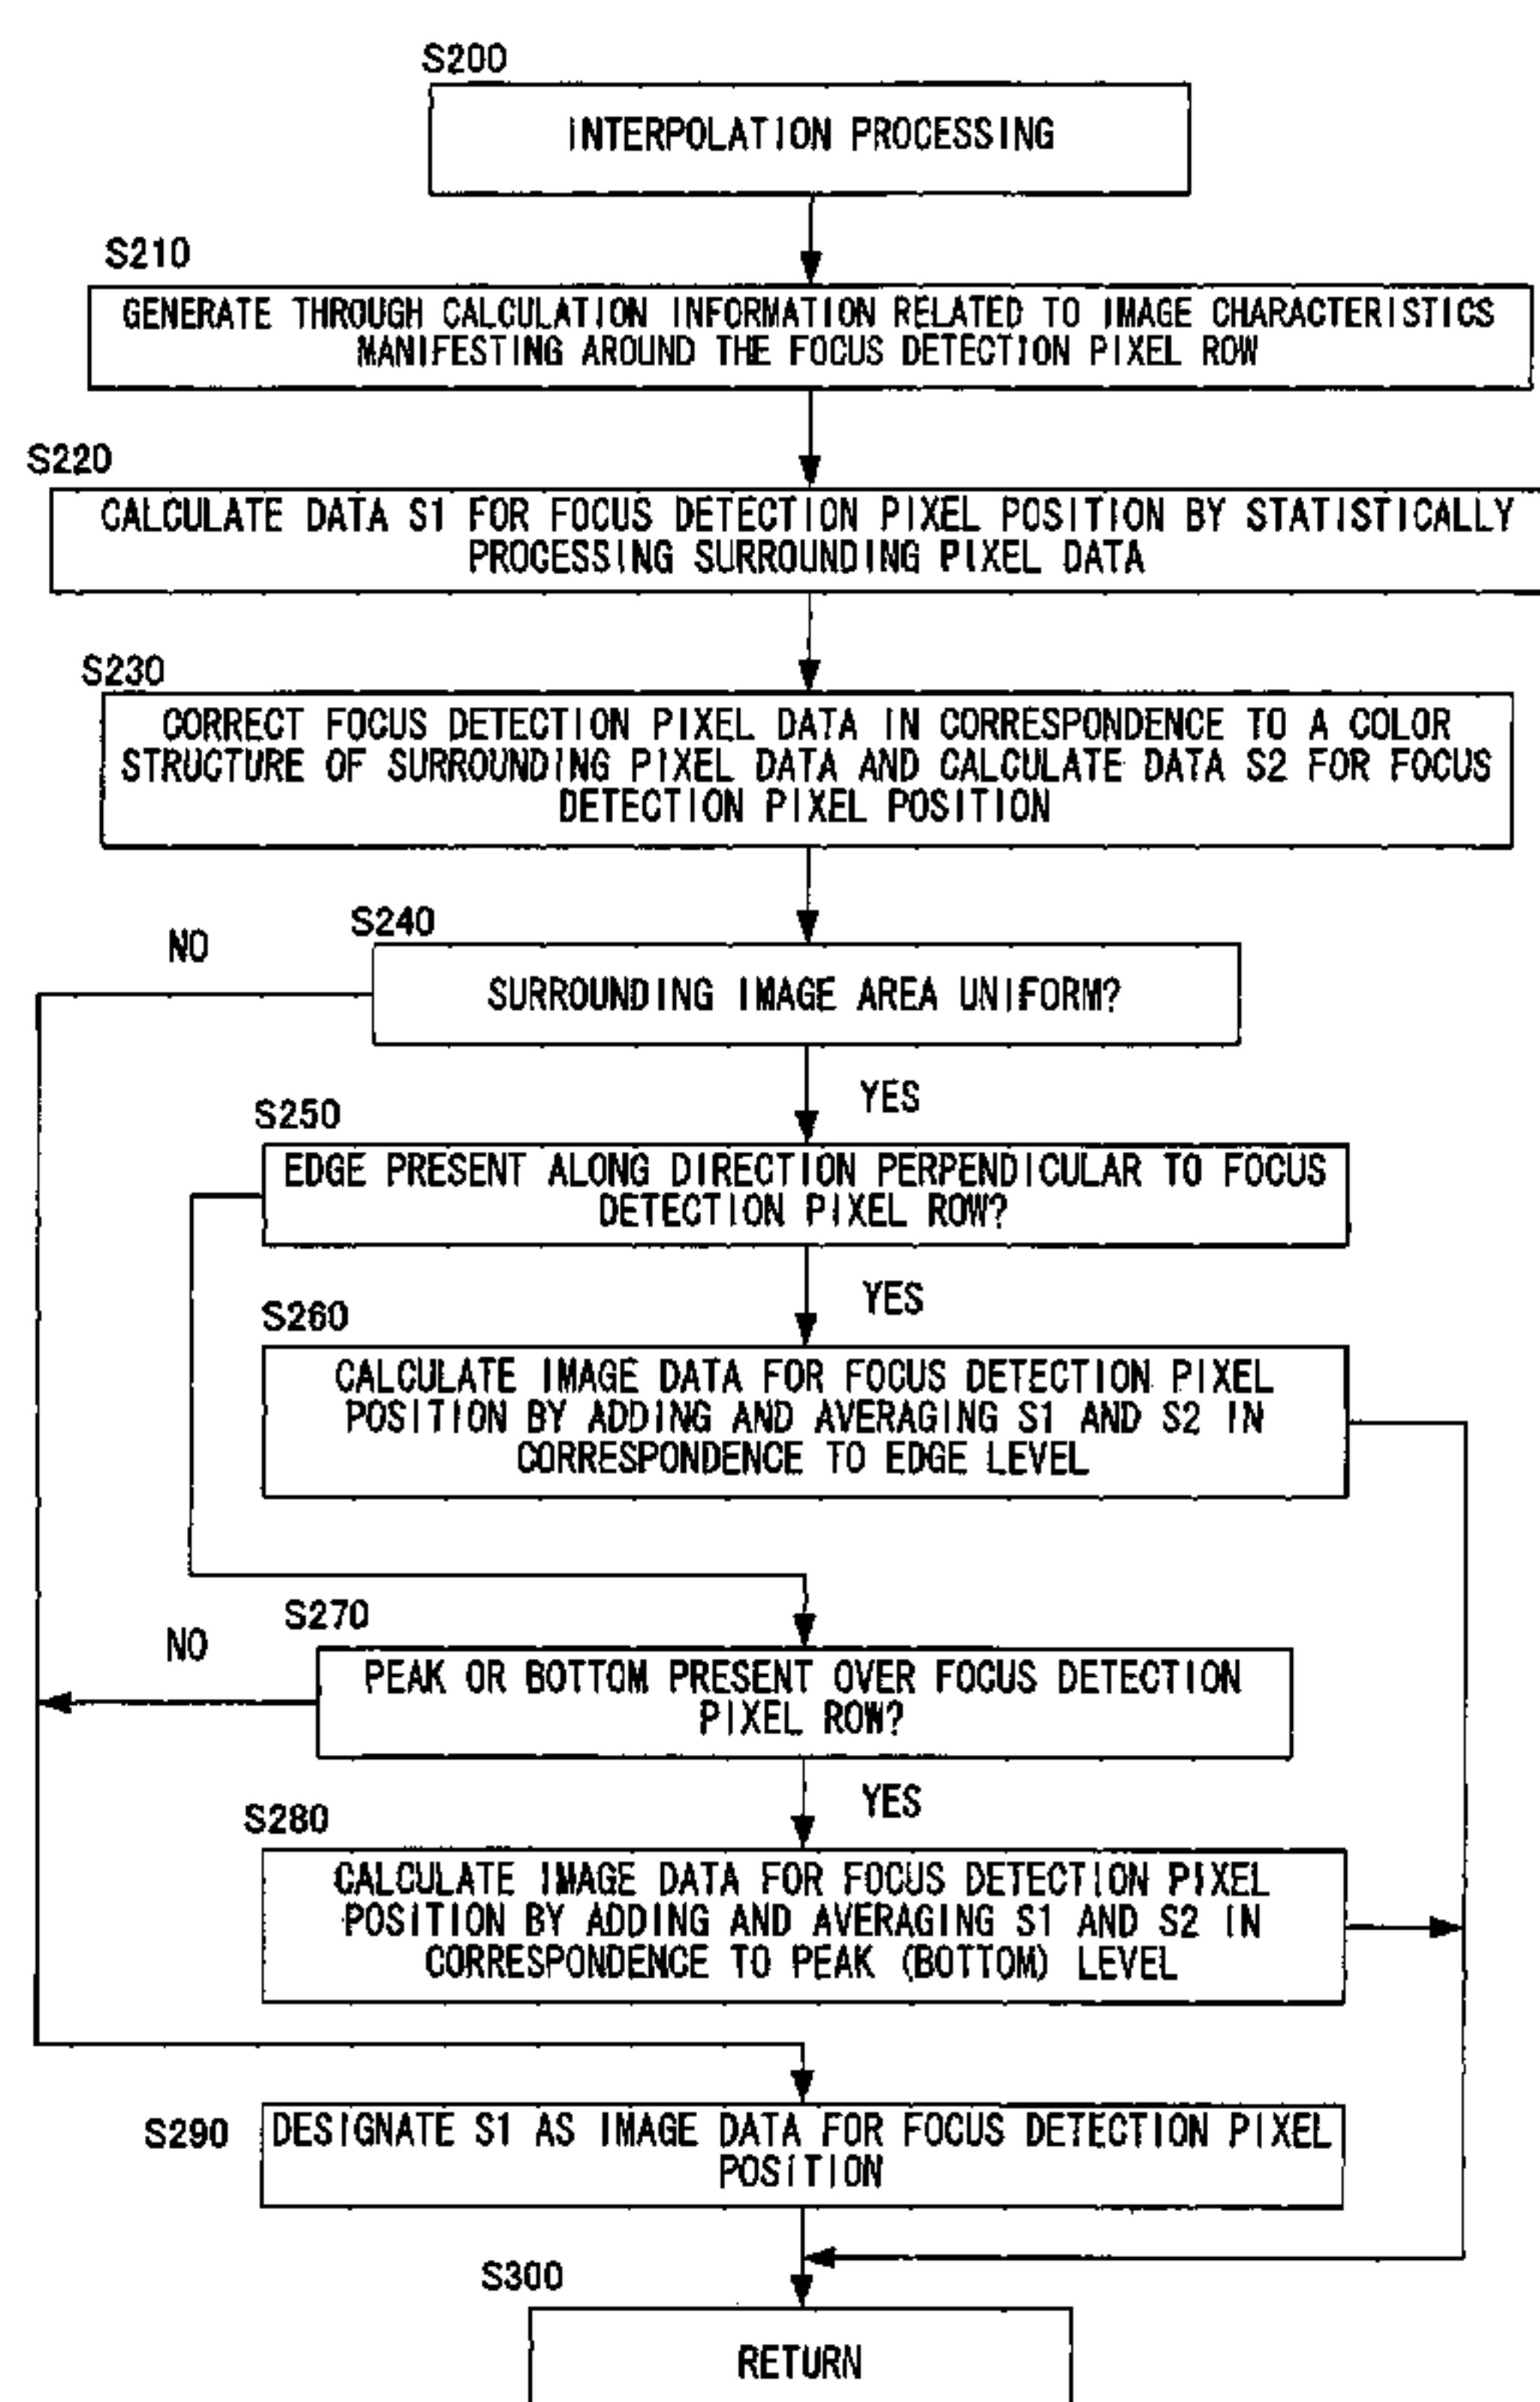 S200
INTERPOLATION PROCESSING
S210
GENERATE THROUGH CALCULATION INFORMATION RELATED TO IMAGE CHARACTERISTICS
MANIFESTING AROUND THE FOCUS DETECTION PIXEL ROW
S220
CALCULATE DATA S1 FOR FOCUS DETECTION PIXEL POSITION BY STATISTICALLY
PROCESSING SURROUNDING PIXEL DATA
S230
CORRECT FOCUS DETECTION PIXEL DATA IN CORRESPONDENCE TO A COLOR
STRUCTURE OF SURROUNDING PIXEL DATA AND CALCULATE DATA S2 FOR FOCUS
DETECTION PIXEL POSITION
S240
NO
SURROUNDING IMAGE AREA UNIFORM?
YES
S250
EDGE PRESENT ALONG DIRECTION PERPENDICULAR TO FOCUS
DETECTION PIXEL ROW?
YES
S260
CALCULATE IMAGE DATA FOR FOCUS DETECTION PIXEL
POSITION BY ADDING AND AVERAGING S1 AND S2 IN
CORRESPONDENCE TO EDGE LEVEL
S270
NO
PEAK OR BOTTOM PRESENT OVER FOCUS DETECTION
PIXEL ROW?
YES
S280
CALCULATE IMAGE DATA FOR FOCUS DETECTION PIXEL
POSITION BY ADDING AND AVERAGING S1 AND S2 IN
CORRESPONDENCE TO PEAK (BOTTOM) LEVEL
S290
DESIGNATE S1 AS IMAGE DATA FOR FOCUS DETECTION PIXEL
POSITION
S300
RETURN